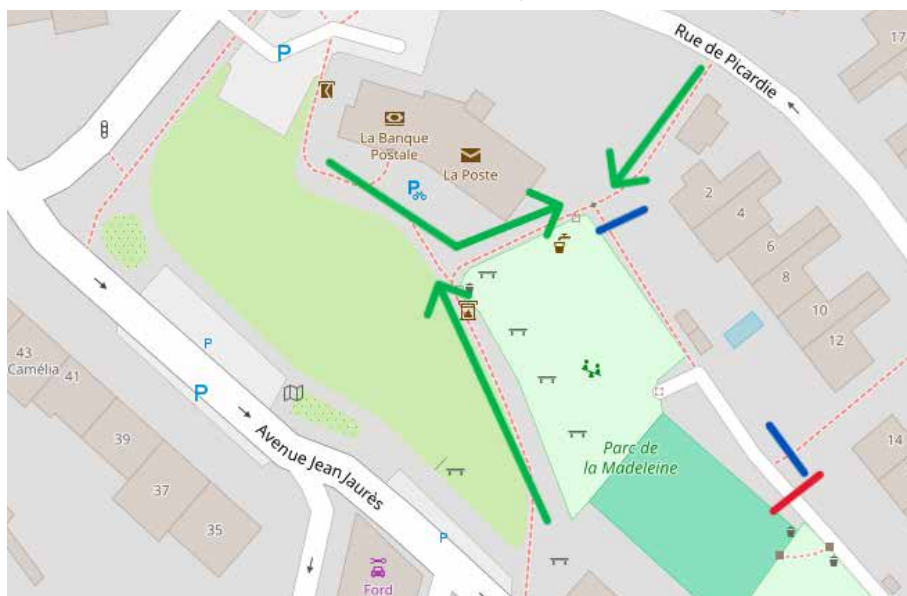 P
17
Rue de Picardie
La Banque
Postale
La Poste
P
2
4
6
8
10
12
P
43
Camélia
41
P
39
37
35
Avenue Jean Jaurès
Parc de
la Madeleine
14
P
Ford